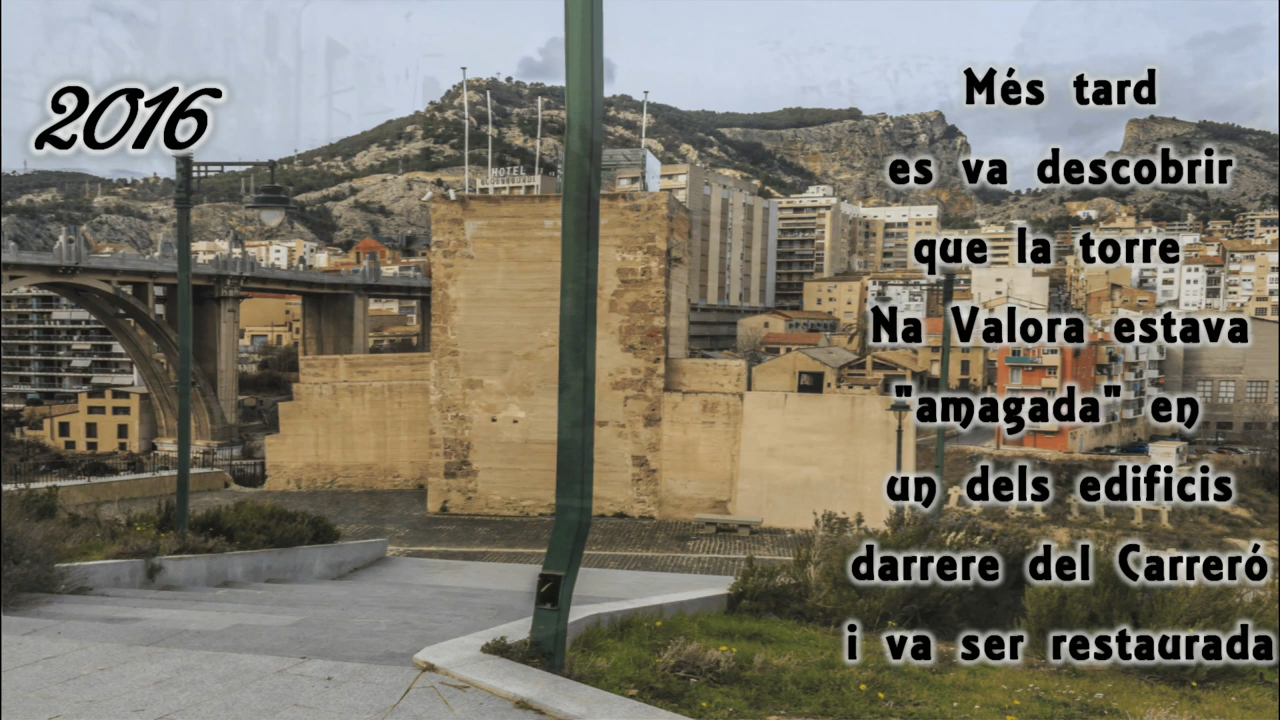 2016
Més tard
es va descobrir
que la torre
Na Valora estava
"amagada" en
un dels edificis
darrere del Carreró
i va ser restaurada
HOTEL